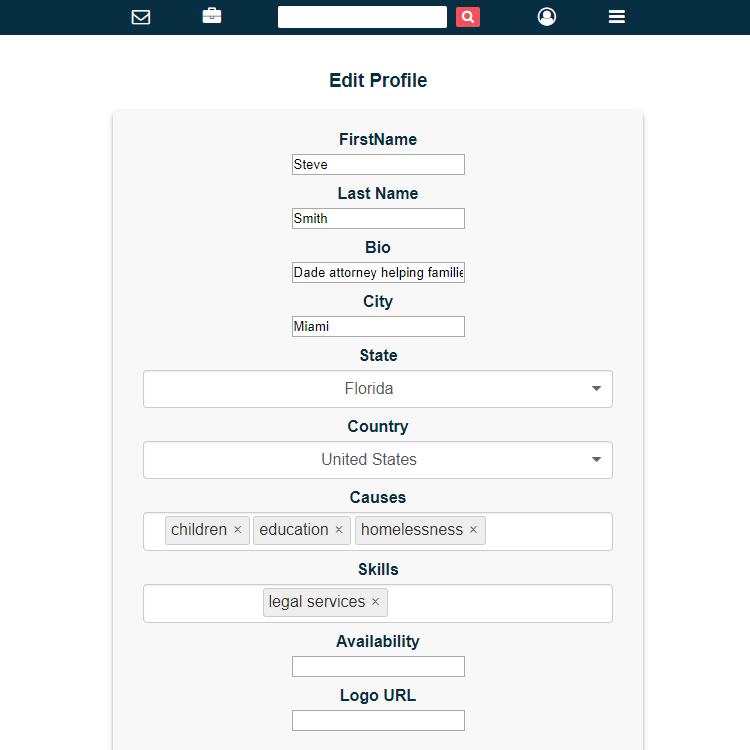 Edit Profile
FirstName
Steve
Last Name
Smith
Bio
Dade attorney helping familie
City
Miami
State
Florida
Country
United States
Causes
children × education × homelessness ×
Skills
legal services ×
Availability
Logo URL